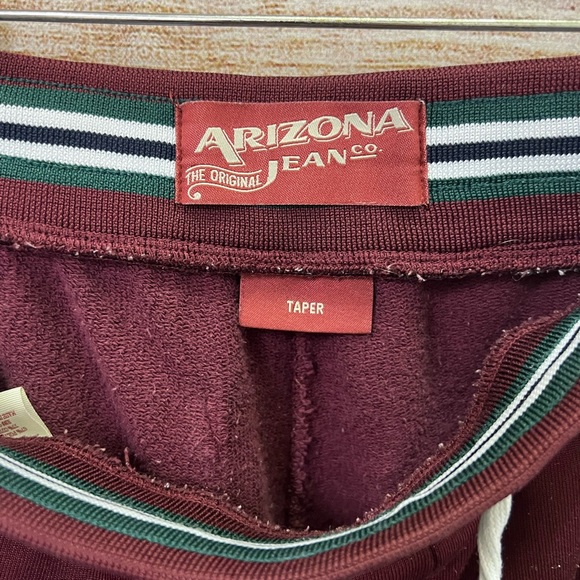 ARIZONA
THE ORIGINAL JEAN CO.
TAPER